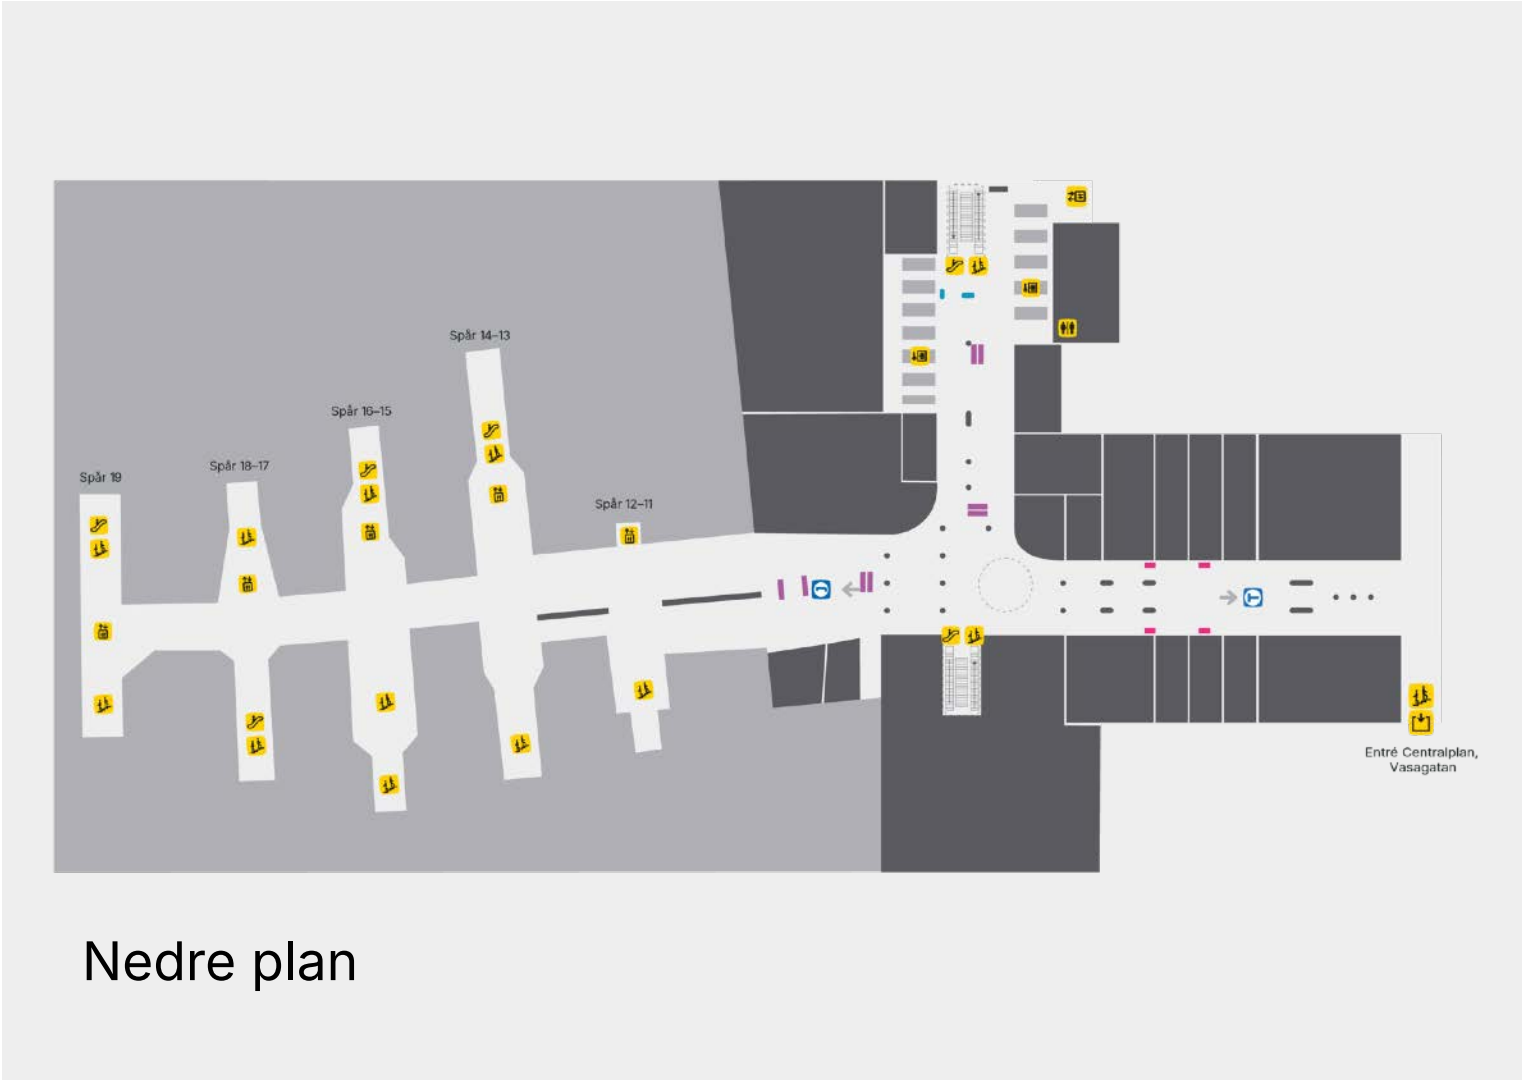 Spår 14–13
Spår 16–15
Spår 18–17
Spår 19
Spår 12–11
Entré Centralplan,
Vasagatan
Nedre plan